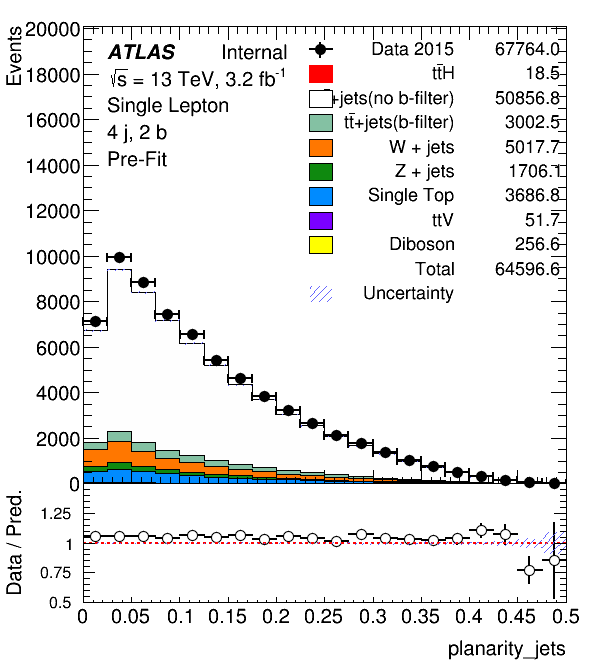 Events
20000
18000
16000
14000
12000
10000
8000
6000
4000
2000
0
ATLAS Internal
√s = 13 TeV, 3.2 fb⁻¹
Single Lepton
4 j, 2 b
Pre-Fit
Data 2015 67764.0
tt̄H 18.5
+jets(no b-filter) 50856.8
tt̄+jets(b-filter) 3002.5
W + jets 5017.7
Z + jets 1706.1
Single Top 3686.8
ttV 51.7
Diboson 256.6
Total 64596.6
Uncertainty
Data / Pred.
1.25
1
0.75
0.5
0 0.05 0.1 0.15 0.2 0.25 0.3 0.35 0.4 0.45 0.5
planarity_jets